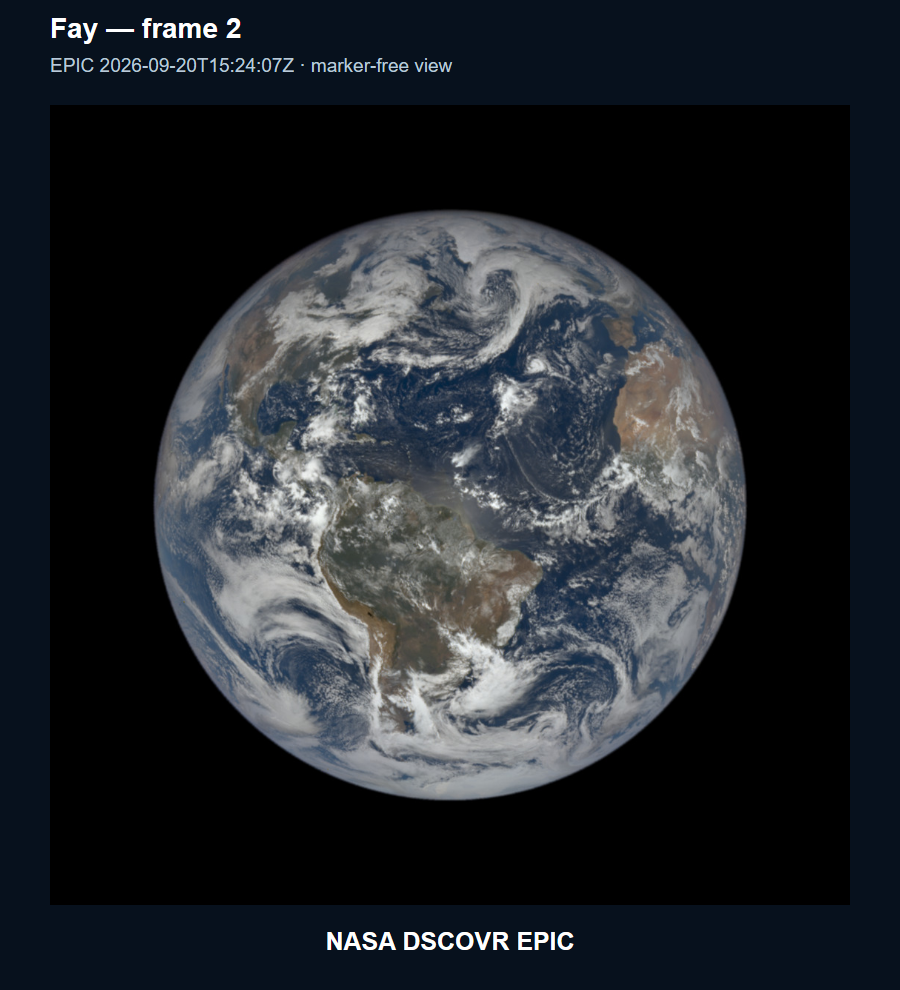 Fay — frame 2
EPIC 2026-09-20T15:24:07Z · marker-free view
NASA DSCOVR EPIC